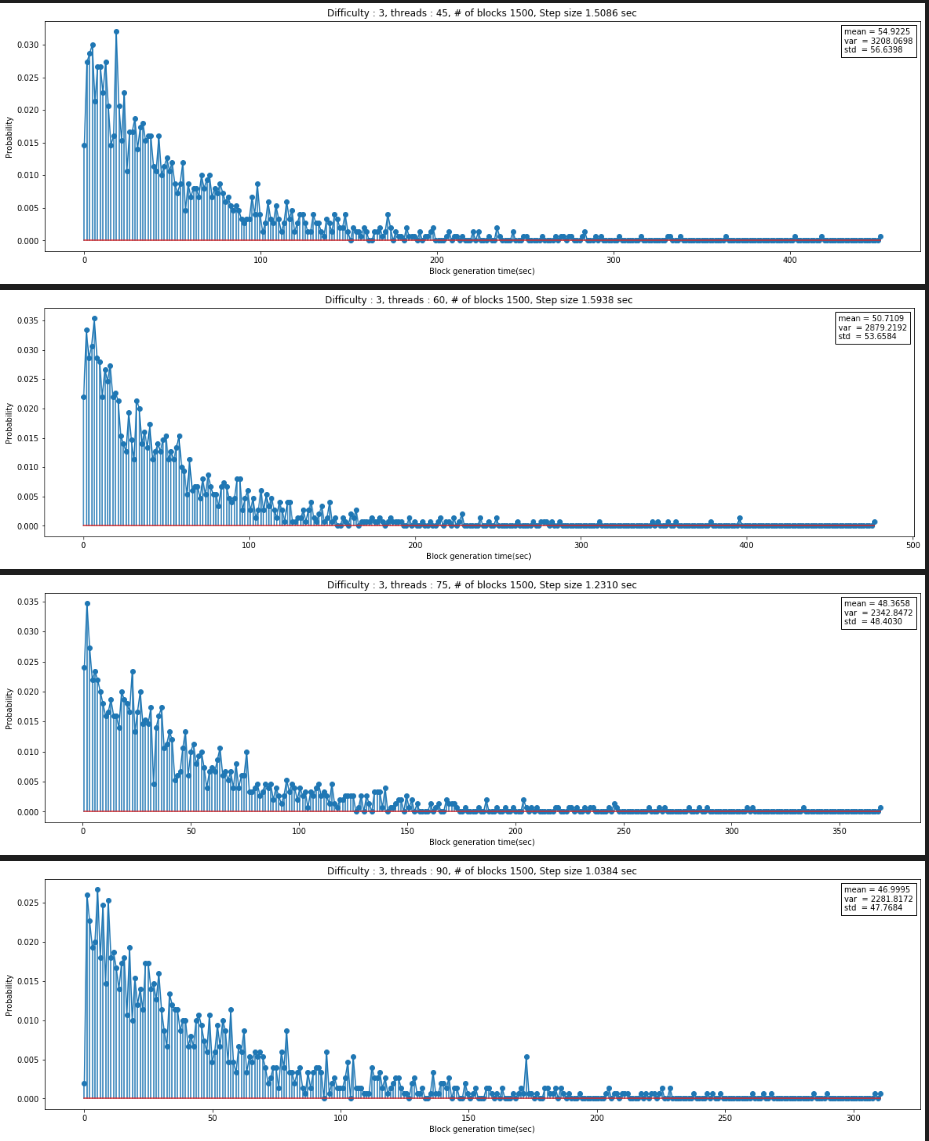 Difficulty : 3, threads : 45, # of blocks 1500, Step size 1.5086 sec
mean = 54.9225
var = 3208.0698
std = 56.6398
0.030
0.025
0.020
0.015
0.010
0.005
0.000
Probability
0 100 200 300 400
Block generation time(sec)
Difficulty : 3, threads : 60, # of blocks 1500, Step size 1.5938 sec
mean = 50.7109
var = 2879.2192
std = 53.6584
0.035
0.030
0.025
0.020
0.015
0.010
0.005
0.000
Probability
0 100 200 300 400 500
Block generation time(sec)
Difficulty : 3, threads : 75, # of blocks 1500, Step size 1.2310 sec
mean = 48.3658
var = 2342.8472
std = 48.4030
0.035
0.030
0.025
0.020
0.015
0.010
0.005
0.000
Probability
0 50 100 150 200 250 300 350
Block generation time(sec)
Difficulty : 3, threads : 90, # of blocks 1500, Step size 1.0384 sec
mean = 46.9995
var = 2281.8172
std = 47.7684
0.025
0.020
0.015
0.010
0.005
0.000
Probability
0 50 100 150 200 250 300
Block generation time(sec)